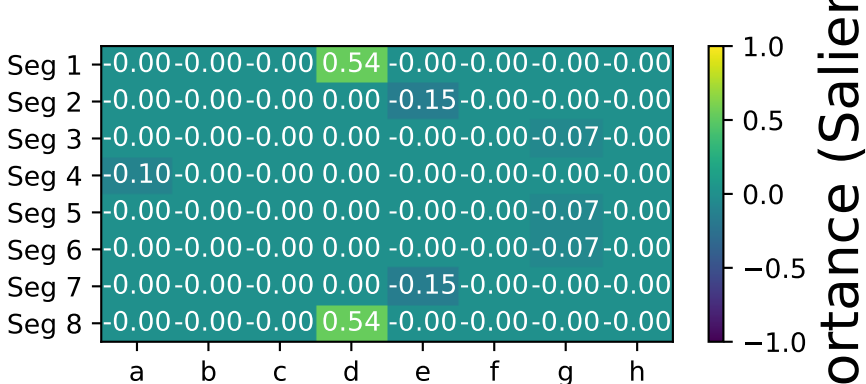 Seg 1 -0.00 -0.00 -0.00 0.54 -0.00 -0.00 -0.00 -0.00
Seg 2 -0.00 -0.00 -0.00 0.00 -0.15 -0.00 -0.00 -0.00
Seg 3 -0.00 -0.00 -0.00 0.00 -0.00 -0.00 -0.07 -0.00
Seg 4 -0.10 -0.00 -0.00 0.00 -0.00 -0.00 -0.00 -0.00
Seg 5 -0.00 -0.00 -0.00 0.00 -0.00 -0.00 -0.07 -0.00
Seg 6 -0.00 -0.00 -0.00 0.00 -0.00 -0.00 -0.07 -0.00
Seg 7 -0.00 -0.00 -0.00 0.00 -0.15 -0.00 -0.00 -0.00
Seg 8 -0.00 -0.00 -0.00 0.54 -0.00 -0.00 -0.00 -0.00
a b c d e f g h
1.0
0.5
0.0
−0.5
−1.0